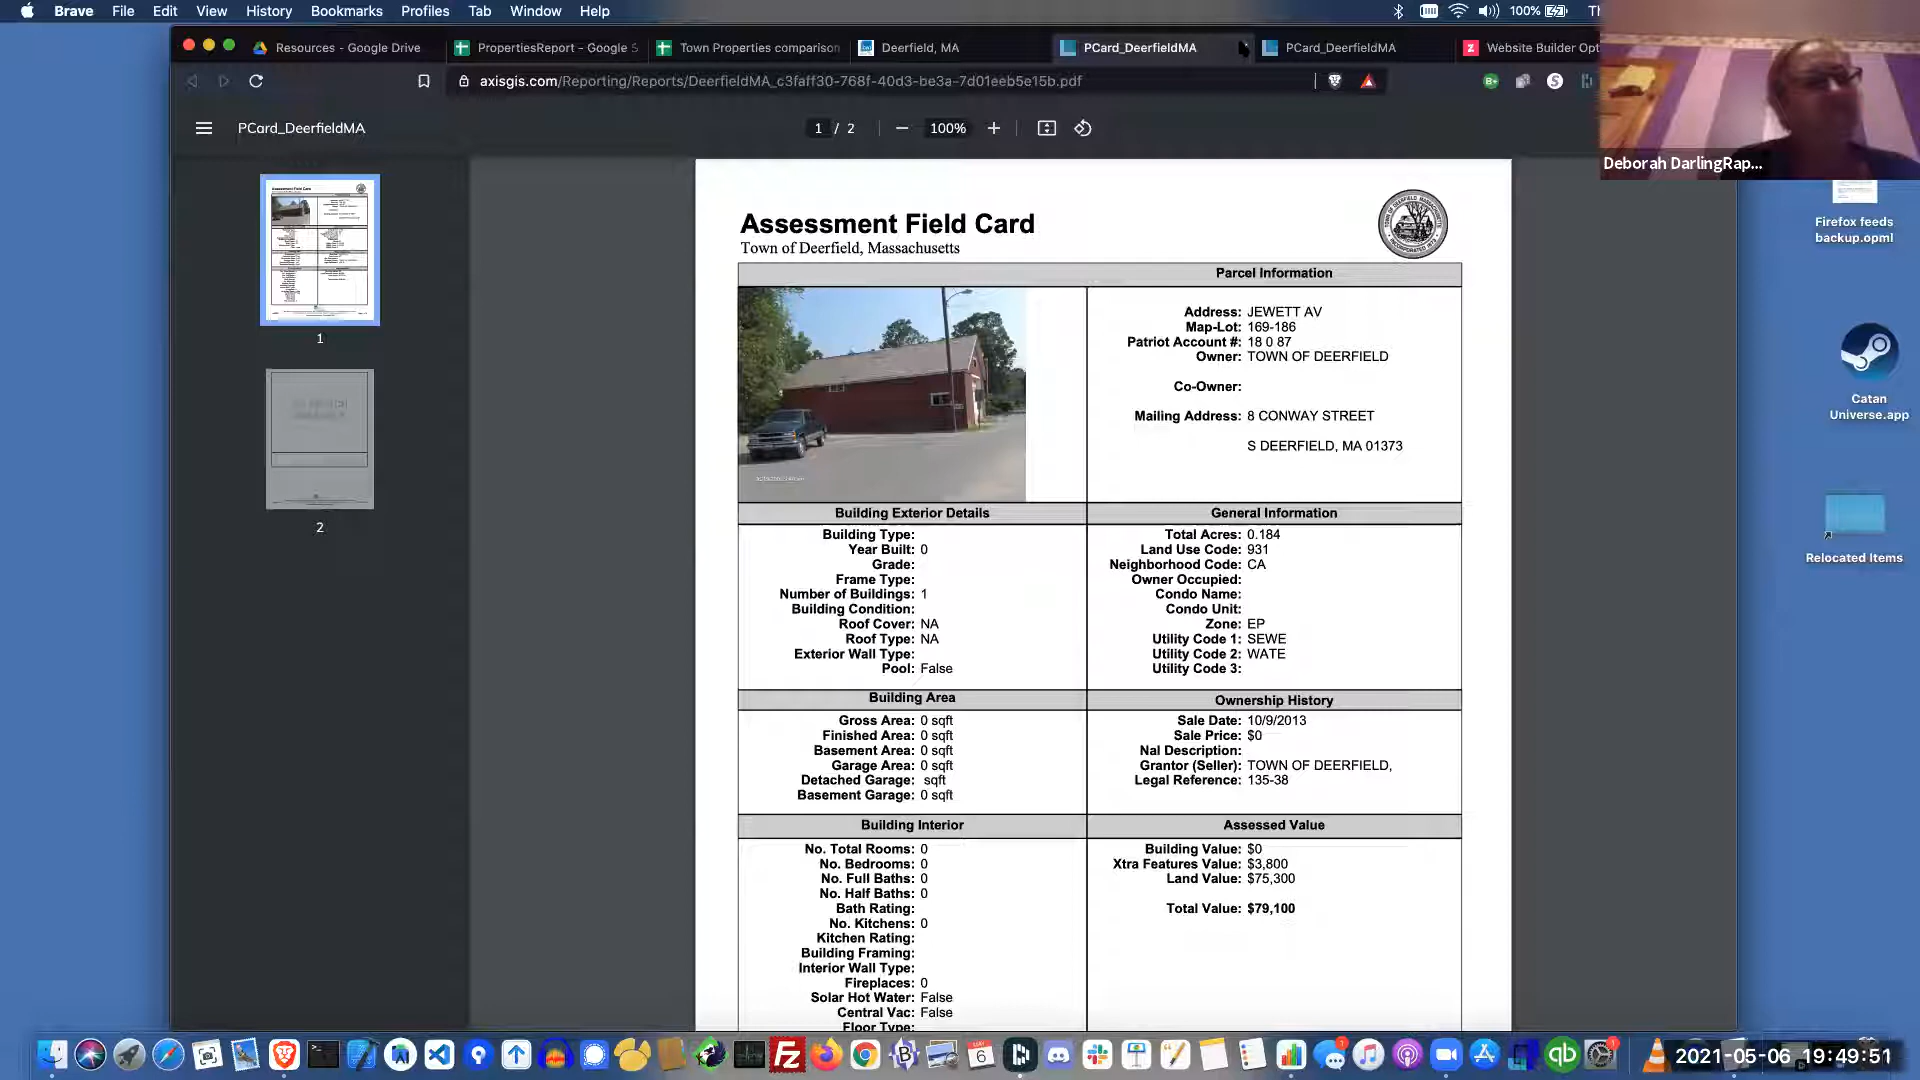 Brave File Edit View History Bookmarks Profiles Tab Window Help
100%
Resources - Google Drive
PropertiesReport - Google S
Town Properties comparison
Deerfield, MA
PCard_DeerfieldMA
PCard_DeerfieldMA
Website Builder Opt
axisgis.com/Reporting/Reports/DeerfieldMA_c3faff30-768f-40d3-be3a-7d01eeb5e15b.pdf
PCard_DeerfieldMA
1 / 2
100%
Deborah DarlingRap...
Firefox feeds
backup.opml
Catan
Universe.app
Relocated Items
1
2
Assessment Field Card
Town of Deerfield, Massachusetts
Parcel Information
Address: JEWETT AV
Map-Lot: 169-186
Patriot Account #: 18 0 87
Owner: TOWN OF DEERFIELD
Co-Owner:
Mailing Address: 8 CONWAY STREET
S DEERFIELD, MA 01373
Building Exterior Details
Building Type:
Year Built: 0
Grade:
Frame Type:
Number of Buildings: 1
Building Condition:
Roof Cover: NA
Roof Type: NA
Exterior Wall Type:
Pool: False
General Information
Total Acres: 0.184
Land Use Code: 931
Neighborhood Code: CA
Owner Occupied:
Condo Name:
Condo Unit:
Zone: EP
Utility Code 1: SEWE
Utility Code 2: WATE
Utility Code 3:
Building Area
Gross Area: 0 sqft
Finished Area: 0 sqft
Basement Area: 0 sqft
Garage Area: 0 sqft
Detached Garage: sqft
Basement Garage: 0 sqft
Ownership History
Sale Date: 10/9/2013
Sale Price: $0
Nal Description:
Grantor (Seller): TOWN OF DEERFIELD,
Legal Reference: 135-38
Building Interior
No. Total Rooms: 0
No. Bedrooms: 0
No. Full Baths: 0
No. Half Baths: 0
Bath Rating:
No. Kitchens: 0
Kitchen Rating:
Building Framing:
Interior Wall Type:
Fireplaces: 0
Solar Hot Water: False
Central Vac: False
Floor Type:
Assessed Value
Building Value: $0
Xtra Features Value: $3,800
Land Value: $75,300
Total Value: $79,100
2021-05-06 19:49:51